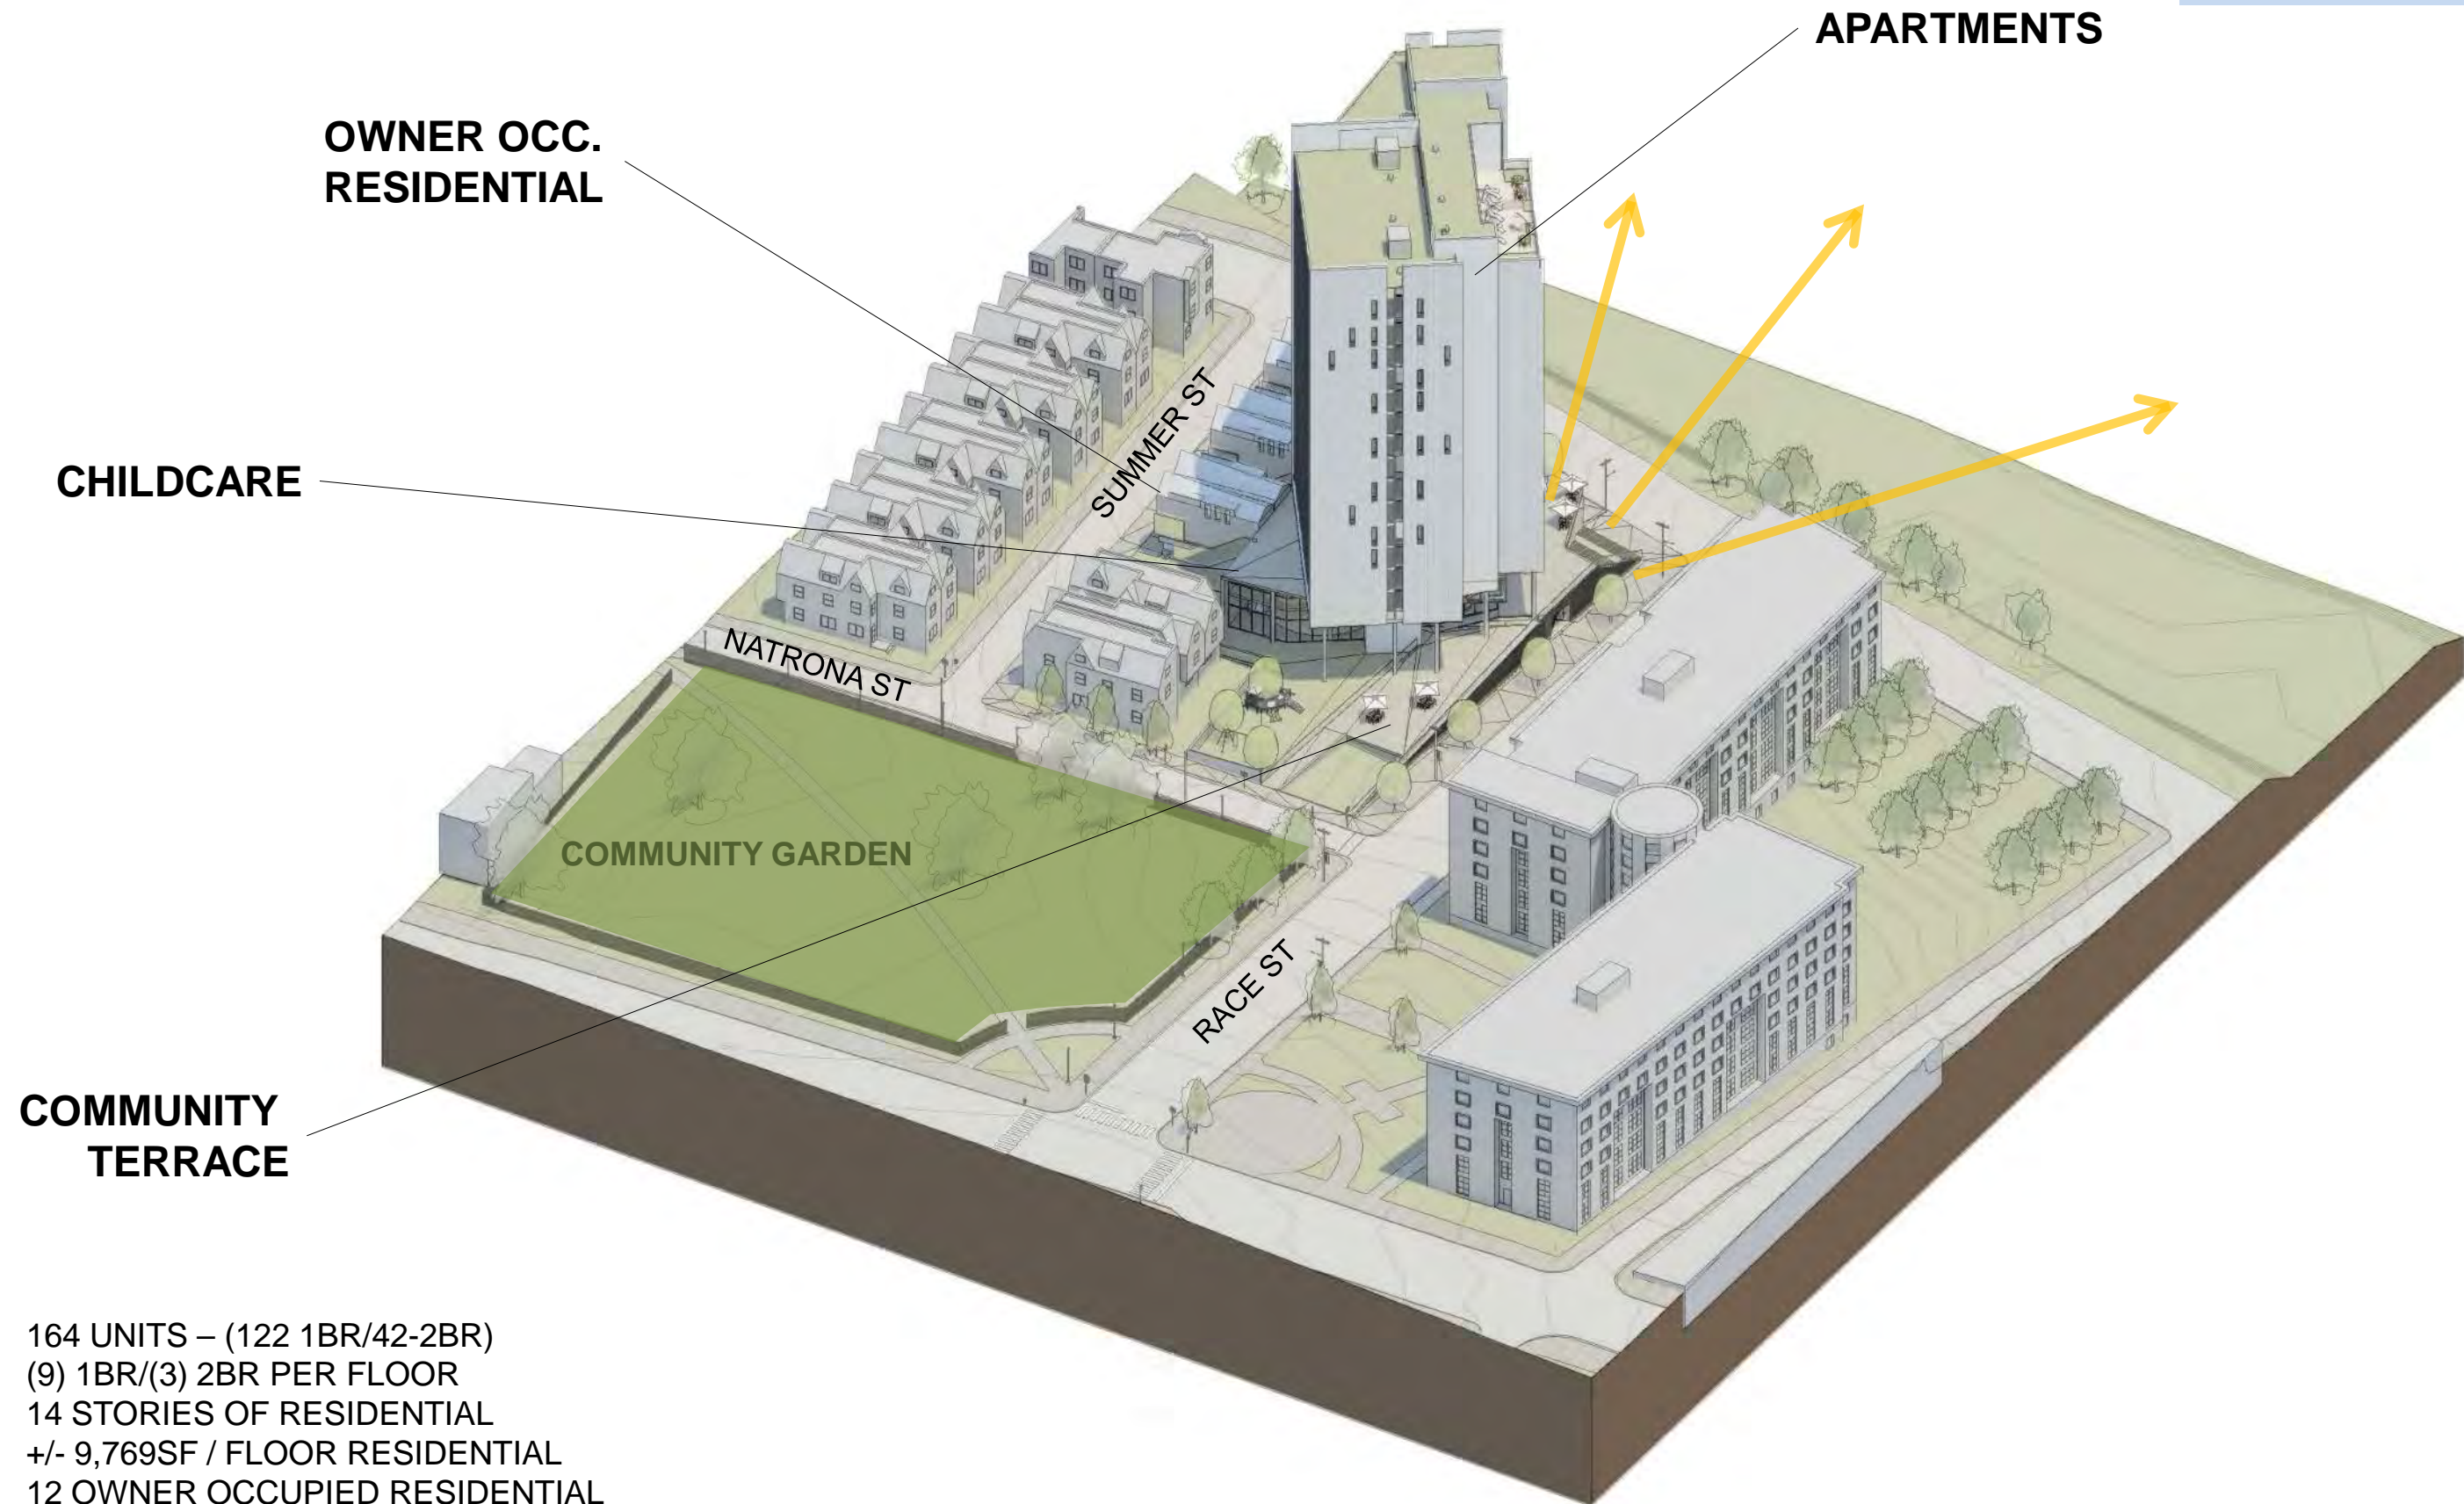 APARTMENTS
OWNER OCC.
RESIDENTIAL
CHILDCARE
SUMMER ST
NATRONA ST
COMMUNITY GARDEN
RACE ST
COMMUNITY
TERRACE
164 UNITS – (122 1BR/42-2BR)
(9) 1BR/(3) 2BR PER FLOOR
14 STORIES OF RESIDENTIAL
+/- 9,769SF / FLOOR RESIDENTIAL
12 OWNER OCCUPIED RESIDENTIAL